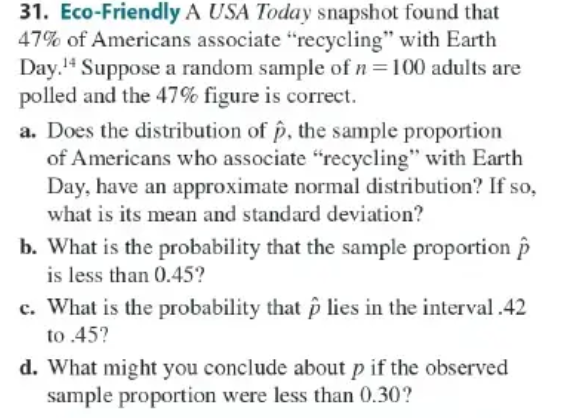 31. Eco-Friendly A USA Today snapshot found that
47% of Americans associate “recycling” with Earth
Day.¹⁴ Suppose a random sample of n = 100 adults are
polled and the 47% figure is correct.
a. Does the distribution of p̂, the sample proportion
of Americans who associate “recycling” with Earth
Day, have an approximate normal distribution? If so,
what is its mean and standard deviation?
b. What is the probability that the sample proportion p̂
is less than 0.45?
c. What is the probability that p̂ lies in the interval .42
to .45?
d. What might you conclude about p if the observed
sample proportion were less than 0.30?